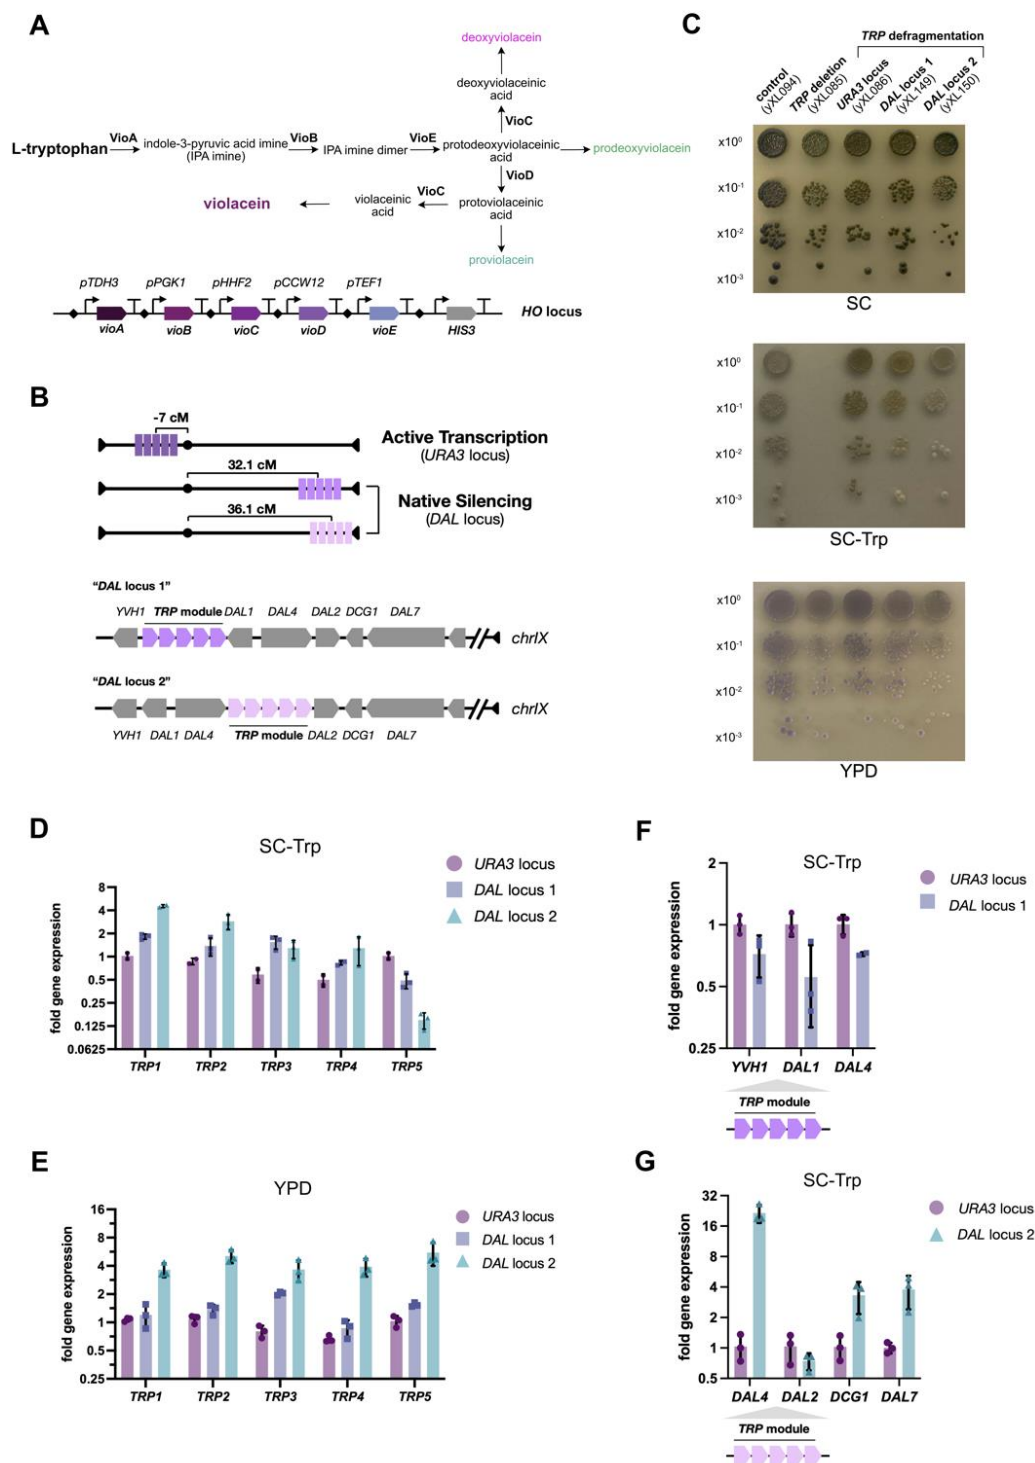 A
deoxyviolacein
deoxyviolaceinic
acid
VioC
L-tryptophan VioA indole-3-pyruvic acid imine VioB IPA imine dimer VioE protodeoxyviolaceinic prodeoxyviolacein
(IPA imine) acid
VioD
violacein violaceinic VioC protoviolaceinic
acid acid
proviolacein
pTDH3 pPGK1 pHHF2 pCCW12 pTEF1
HO locus
vioA vioB vioC vioD vioE HIS3
B
-7 cM
Active Transcription
(URA3 locus)
32.1 cM
Native Silencing
(DAL locus)
36.1 cM
"DAL locus 1"
YVH1 TRP module DAL1 DAL4 DAL2 DCG1 DAL7
chrIX
"DAL locus 2"
chrIX
YVH1 DAL1 DAL4 TRP module DAL2 DCG1 DAL7
C
TRP defragmentation
control
(yXL094)
TRP deletion
(yXL085)
URA3 locus
(yXL086)
DAL locus 1
(yXL149)
DAL locus 2
(yXL150)
x10⁰
x10⁻¹
x10⁻²
x10⁻³
SC
x10⁰
x10⁻¹
x10⁻²
x10⁻³
SC-Trp
x10⁰
x10⁻¹
x10⁻²
x10⁻³
YPD
D
SC-Trp
URA3 locus
DAL locus 1
DAL locus 2
fold gene expression
8
4
2
1
0.5
0.25
0.125
0.0625
TRP1 TRP2 TRP3 TRP4 TRP5
E
YPD
URA3 locus
DAL locus 1
DAL locus 2
fold gene expression
16
8
4
2
1
0.5
0.25
TRP1 TRP2 TRP3 TRP4 TRP5
F
SC-Trp
URA3 locus
DAL locus 1
fold gene expression
2
1
0.5
0.25
YVH1 DAL1 DAL4
TRP module
G
SC-Trp
URA3 locus
DAL locus 2
fold gene expression
32
16
8
4
2
1
0.5
DAL4 DAL2 DCG1 DAL7
TRP module